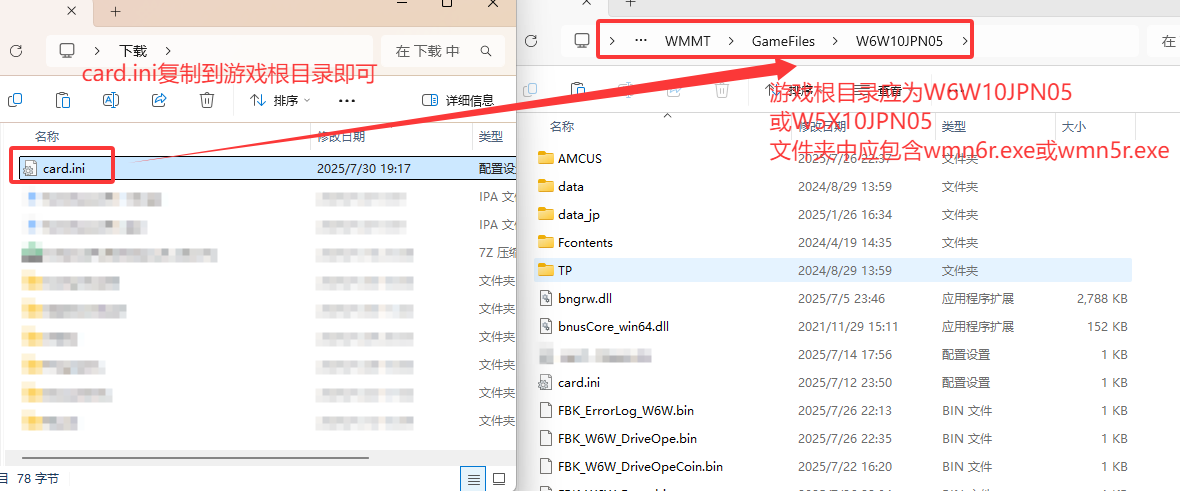 下载
在 下载 中
card.ini复制到游戏根目录即可
排序
详细信息
名称
修改日期
类型
card.ini
2025/7/30 19:17
配置设
IPA 文
IPA 文
7Z 压缩
文件夹
文件夹
文件夹
文件夹
文件夹
文件夹
78 字节
WMMT
GameFiles
W6W10JPN05
在
排序
查看
游戏根目录应为W6W10JPN05
或W5X10JPN05
文件夹中应包含wmn6r.exe或wmn5r.exe
名称
修改日期
类型
大小
AMCUS
2025/7/26 22:37
文件夹
data
2024/8/29 13:59
文件夹
data_jp
2025/1/26 16:34
文件夹
Fcontents
2024/4/19 14:35
文件夹
TP
2024/8/29 13:59
文件夹
bngrw.dll
2025/7/5 23:46
应用程序扩展
2,788 KB
bnusCore_win64.dll
2021/11/29 15:11
应用程序扩展
152 KB
2025/7/14 17:56
配置设置
1 KB
card.ini
2025/7/12 23:50
配置设置
1 KB
FBK_ErrorLog_W6W.bin
2025/7/26 22:13
BIN 文件
1 KB
FBK_W6W_DriveOpe.bin
2025/7/26 22:35
BIN 文件
1 KB
FBK_W6W_DriveOpeCoin.bin
2025/7/22 16:20
BIN 文件
1 KB